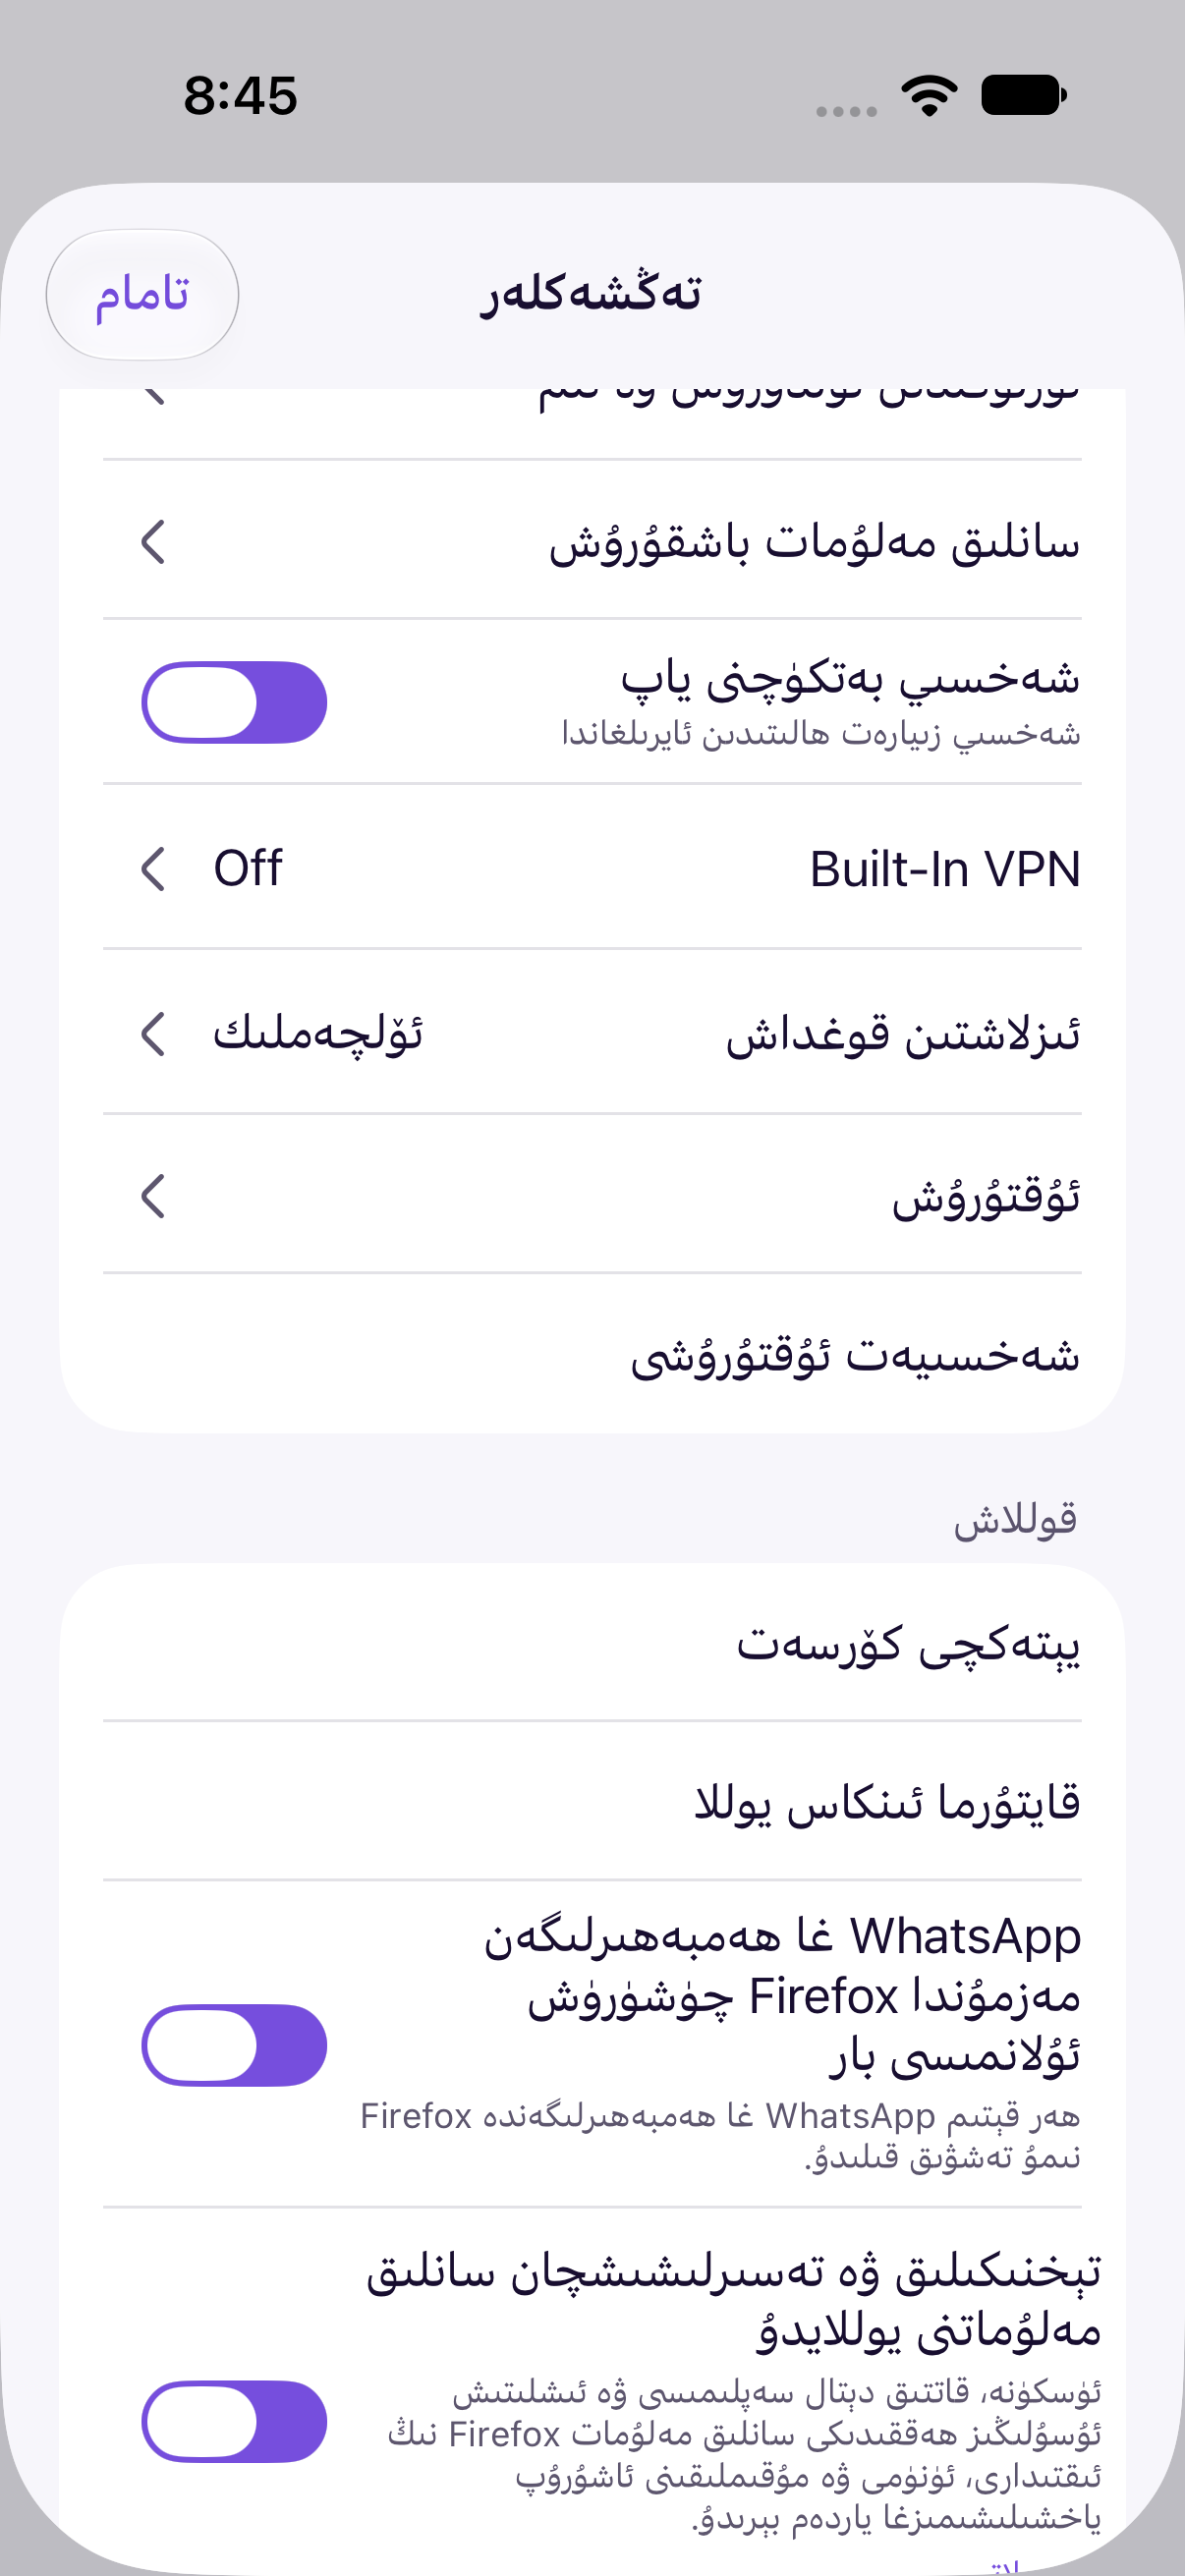 8:45
تەڭشەكلەر
تامام
سانلىق مەلۇمات باشقۇرۇش
شەخسىي بەتكۈچنى ياپ
شەخسىي زىيارەت ھالىتىدىن ئايرىلغاندا
Built-In VPN
Off
ئىزلاشتىن قوغداش
ئۆلچەملىك
ئۇقتۇرۇش
شەخسىيەت ئۇقتۇرۇشى
قوللاش
يېتەكچى كۆرسەت
قايتۇرما ئىنكاس يوللا
WhatsApp غا ھەمبەھىرلىگەن
مەزمۇندا Firefox چۈشۈرۈش
ئۇلانمىسى بار
ھەر قېتىم WhatsApp غا ھەمبەھىرلىگەندە Firefox
نىمۇ تەشۋىق قىلىدۇ.
تېخنىكىلىق ۋە تەسىرلىشىشچان سانلىق
مەلۇماتنى يوللايدۇ
ئۈسكۈنە، قاتتىق دېتال سەپلىمىسى ۋە ئىشلىتىش
ئۇسۇلىڭىز ھەققىدىكى سانلىق مەلۇمات Firefox نىڭ
ئىقتىدارى، ئۈنۈمى ۋە مۇقىملىقىنى ئاشۇرۇپ
ياخشىلىشىمىزغا ياردەم بېرىدۇ.